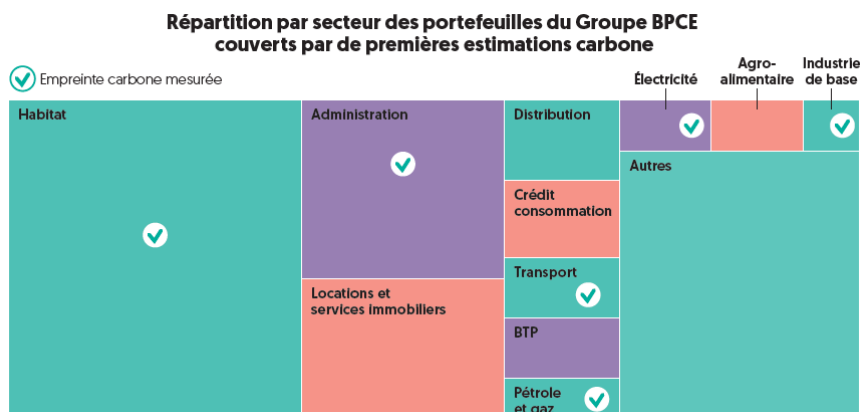 Répartition par secteur des portefeuilles du Groupe BPCE
couverts par de premières estimations carbone
Empreinte carbone mesurée
Électricité
Agro-
alimentaire
Industrie
de base
Habitat
Administration
Distribution
Autres
Crédit
consommation
Transport
Locations et
services immobiliers
BTP
Pétrole
et gaz